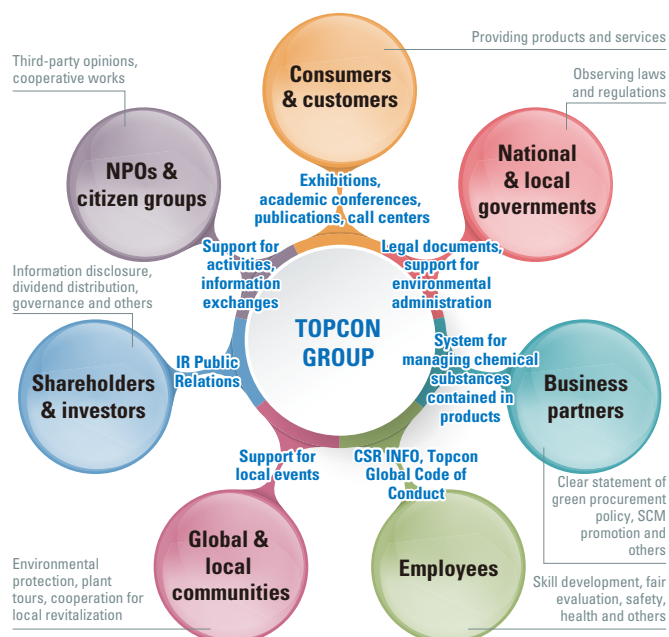 Providing products and services
Consumers
& customers
Third-party opinions,
cooperative works
Observing laws
and regulations
NPOs &
citizen groups
National
& local
governments
Exhibitions,
academic conferences,
publications, call centers
Support for
activities,
information
exchanges
Legal documents,
support for
environmental
administration
Information disclosure,
dividend distribution,
governance and others
TOPCON
GROUP
Shareholders
& investors
IR Public
Relations
System for
managing chemical
substances
contained in
products
Business
partners
Support for
local events
CSR INFO, Topcon
Global Code of
Conduct
Clear statement of
green procurement
policy, SCM
promotion and
others
Global &
local
communities
Employees
Environmental
protection, plant
tours, cooperation for
local revitalization
Skill development, fair
evaluation, safety,
health and others